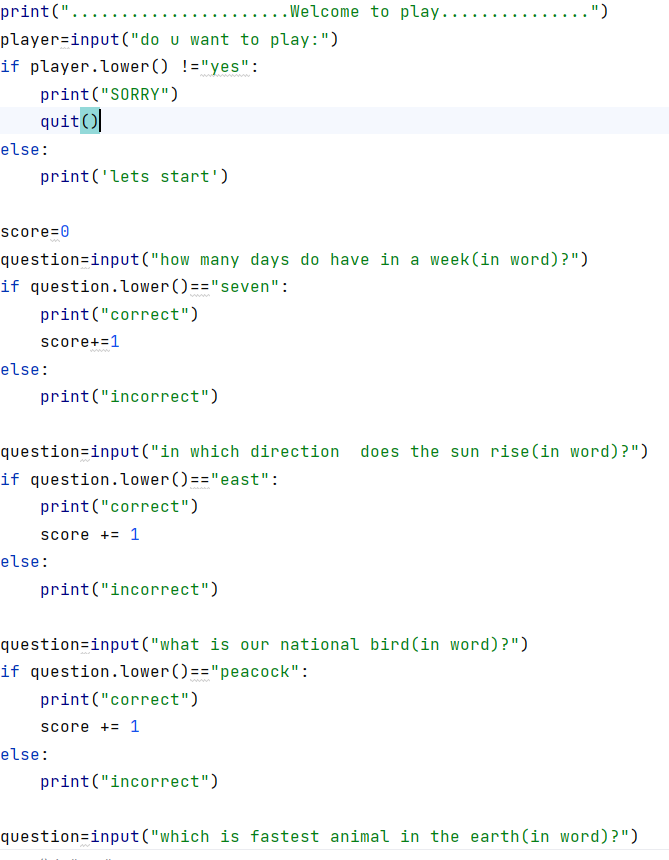 print("......................Welcome to play...............")
player=input("do u want to play:")
if player.lower() !="yes":
    print("SORRY")
    quit()
else:
    print('lets start')

score=0
question=input("how many days do have in a week(in word)?")
if question.lower()=="seven":
    print("correct")
    score+=1
else:
    print("incorrect")

question=input("in which direction  does the sun rise(in word)?")
if question.lower()=="east":
    print("correct")
    score += 1
else:
    print("incorrect")

question=input("what is our national bird(in word)?")
if question.lower()=="peacock":
    print("correct")
    score += 1
else:
    print("incorrect")

question=input("which is fastest animal in the earth(in word)?")